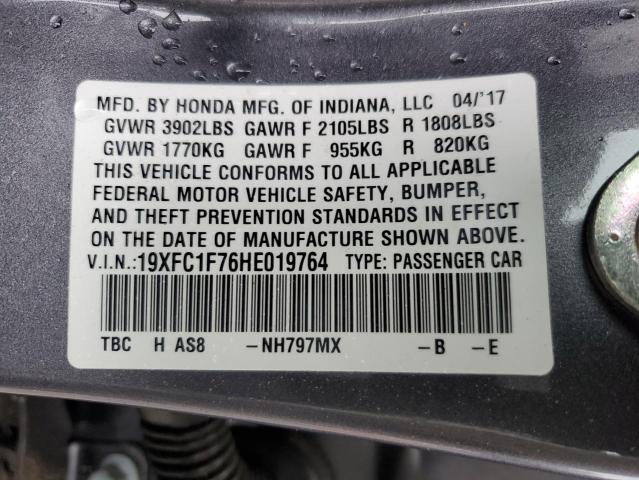 MFD. BY HONDA MFG. OF INDIANA, LLC 04/'17
GVWR 3902LBS GAWR F 2105LBS R 1808LBS
GVWR 1770KG GAWR F 955KG R 820KG
THIS VEHICLE CONFORMS TO ALL APPLICABLE
FEDERAL MOTOR VEHICLE SAFETY, BUMPER,
AND THEFT PREVENTION STANDARDS IN EFFECT
ON THE DATE OF MANUFACTURE SHOWN ABOVE.
V.I.N.:19XFC1F76HE019764 TYPE: PASSENGER CAR
TBC H AS8 -NH797MX -B -E